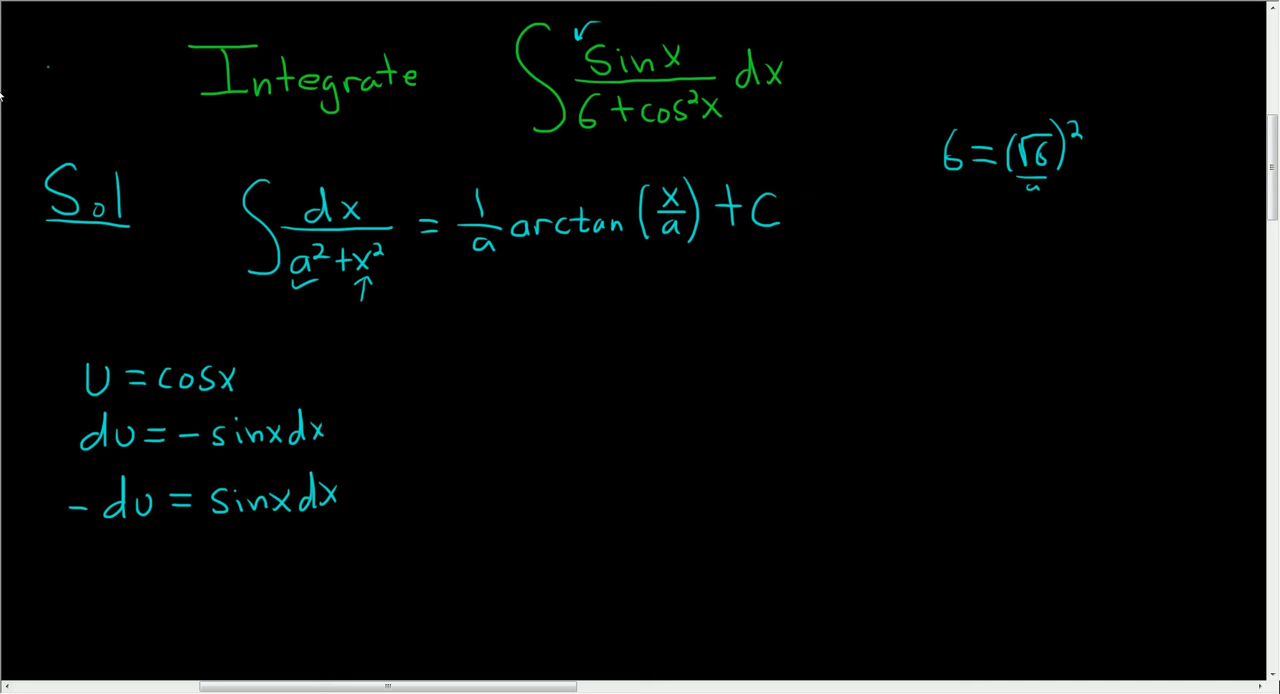 Integrate ∫ sinx / (6 + cos²x) dx
6 = (√6)²
a
Sol ∫ dx / (a² + x²) = 1/a arctan (x/a) + C
u = cosx
du = - sinxdx
- du = sinxdx